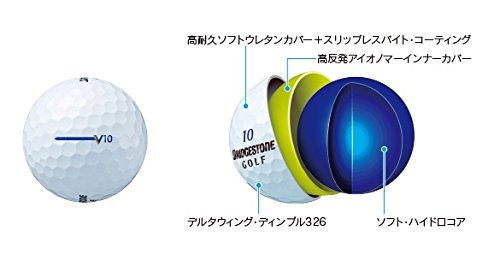 高耐久ソフトウレタンカバー＋スリップレスバイト・コーティング
高反発アイオノマーインナーカバー
V10
10
BRIDGESTONE
GOLF
デルタウィング・ディンプル326
ソフト・ハイドロコア